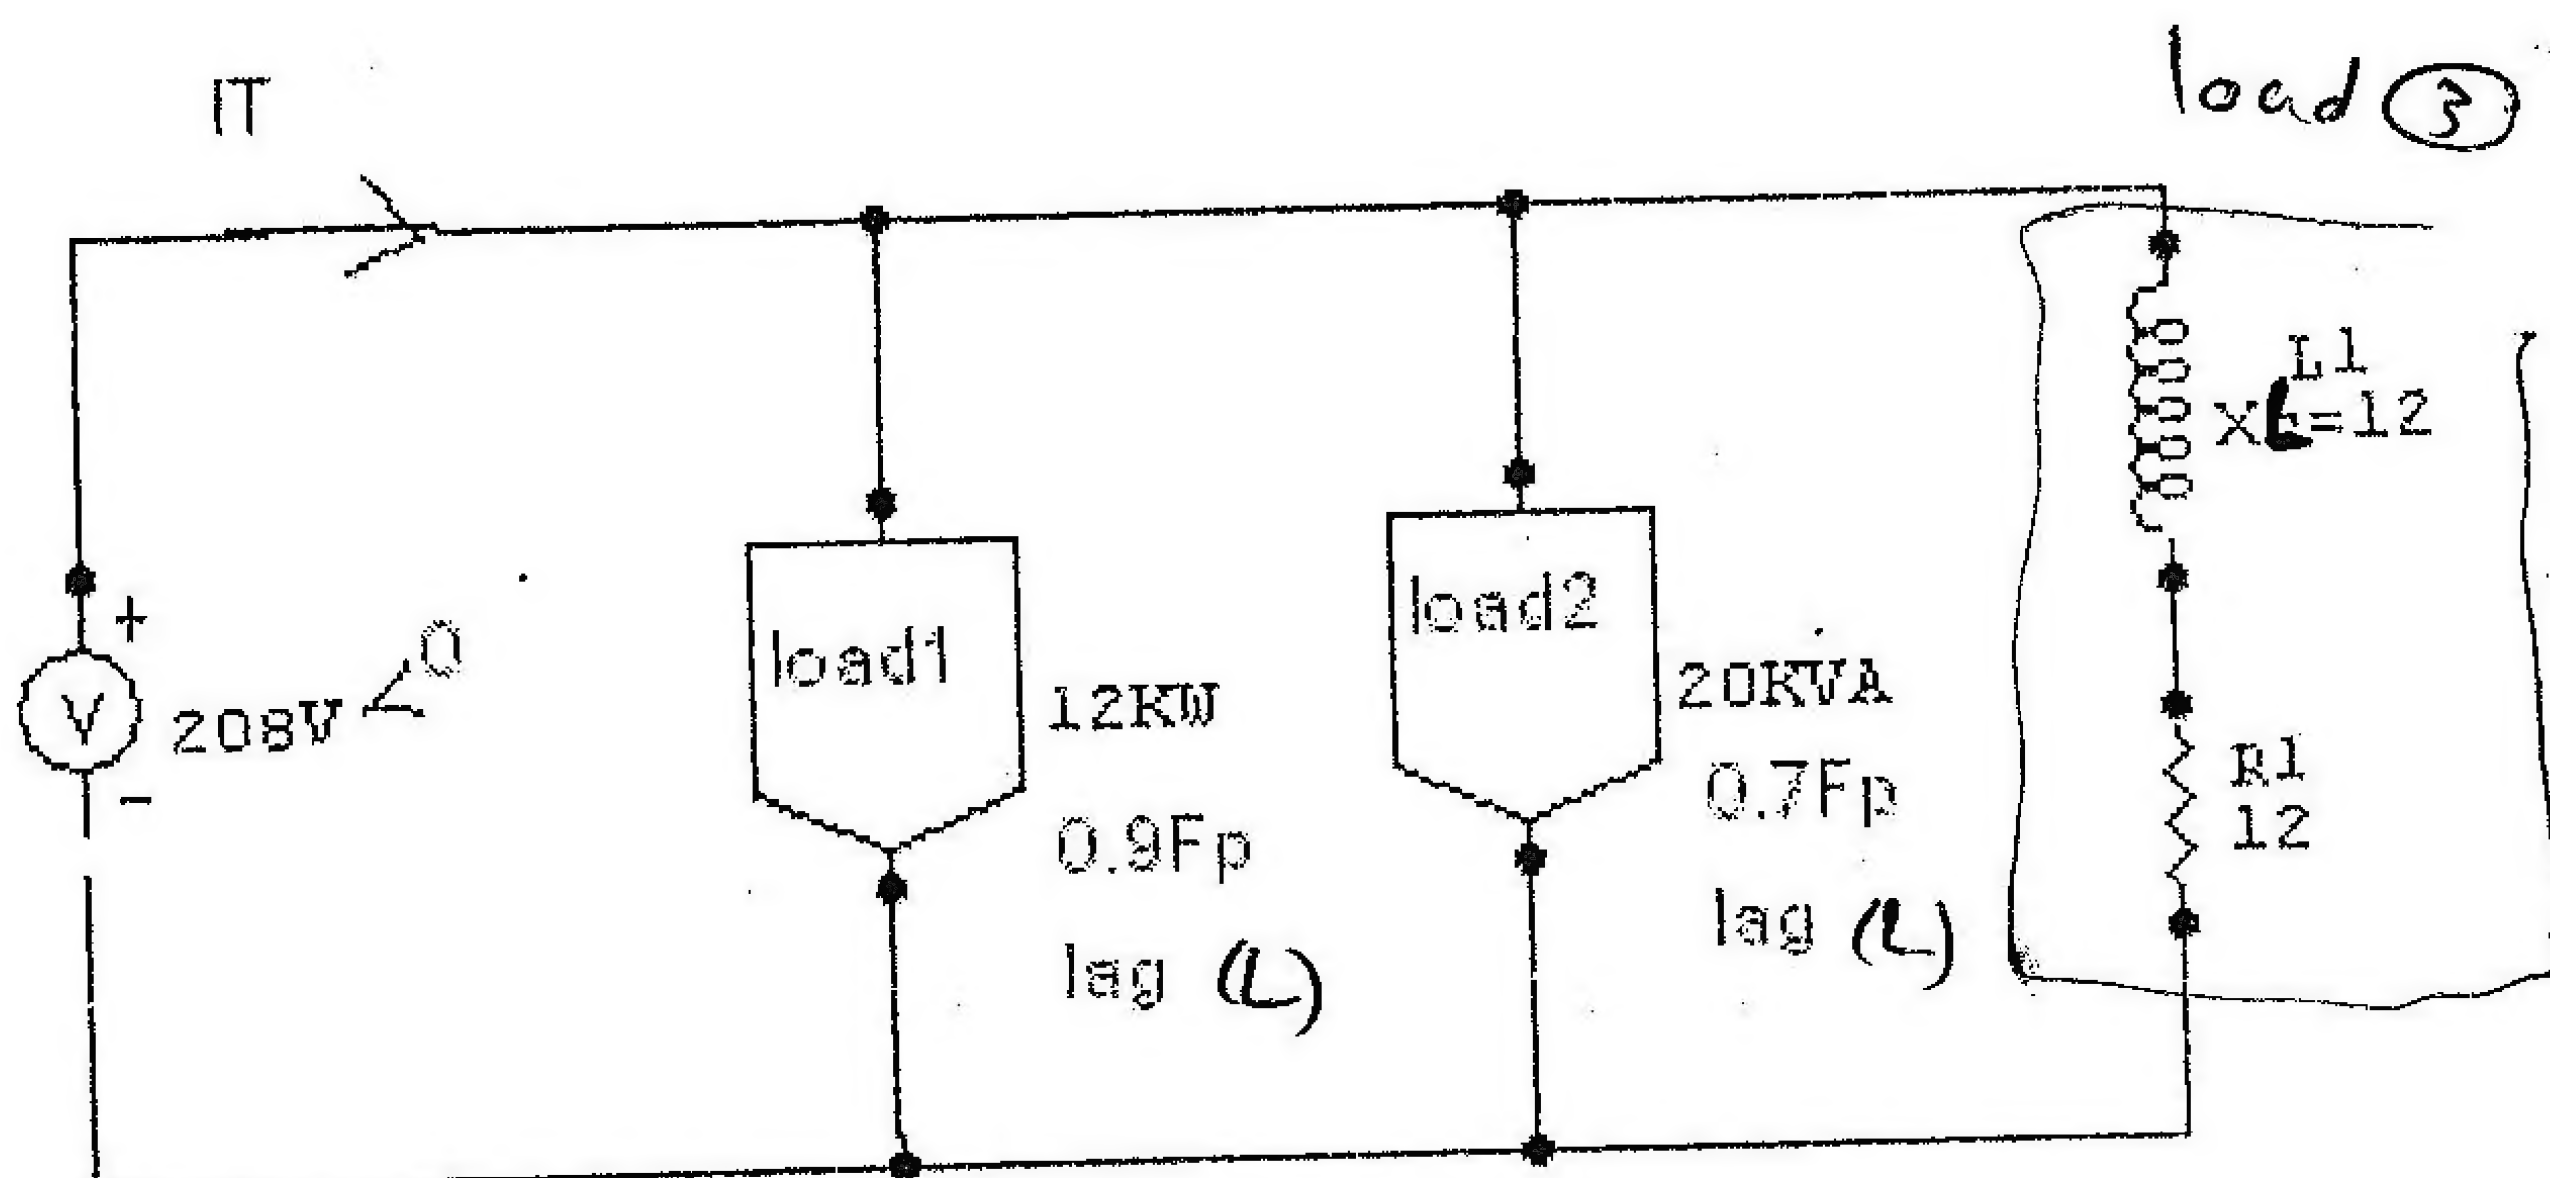 IT
load ③
L1
XL=12
load1
load2
+
V
208V ∠0
-
12KW
0.9Fp
lag (L)
20KVA
0.7Fp
lag (L)
R1
12